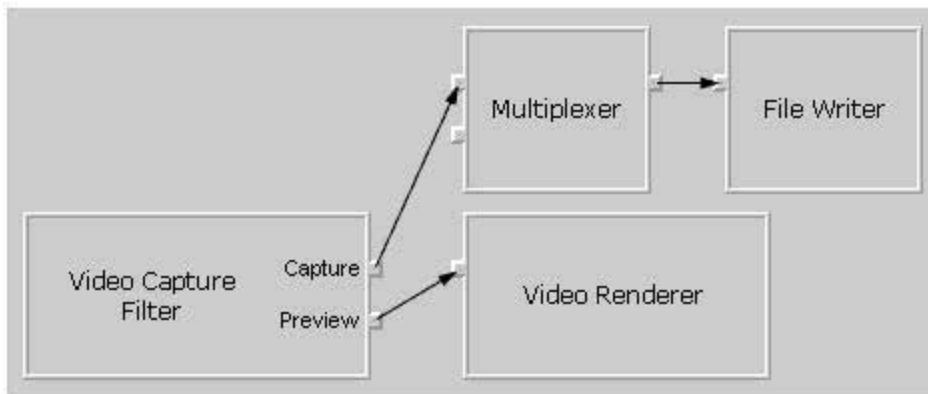 Multiplexer
File Writer
Video Capture
Filter
Capture
Preview
Video Renderer